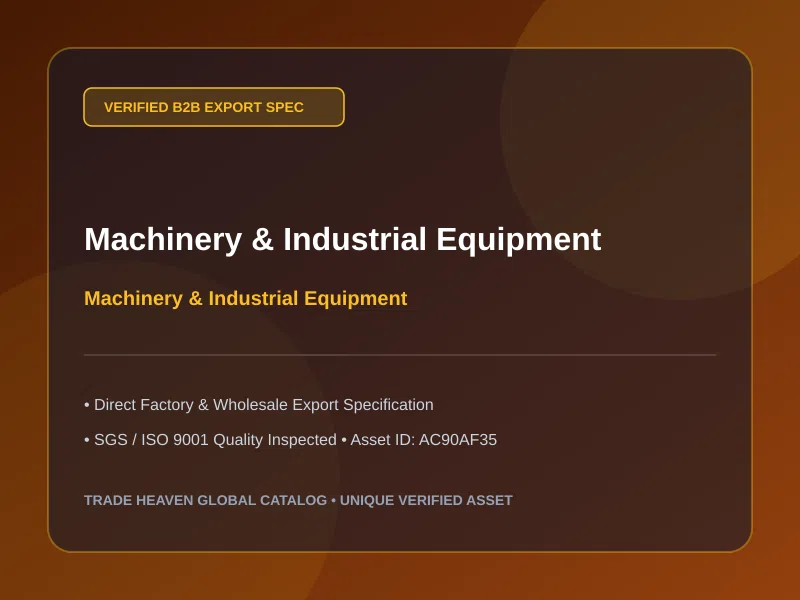 VERIFIED B2B EXPORT SPEC
Machinery & Industrial Equipment
Machinery & Industrial Equipment
• Direct Factory & Wholesale Export Specification
• SGS / ISO 9001 Quality Inspected • Asset ID: AC90AF35
TRADE HEAVEN GLOBAL CATALOG • UNIQUE VERIFIED ASSET